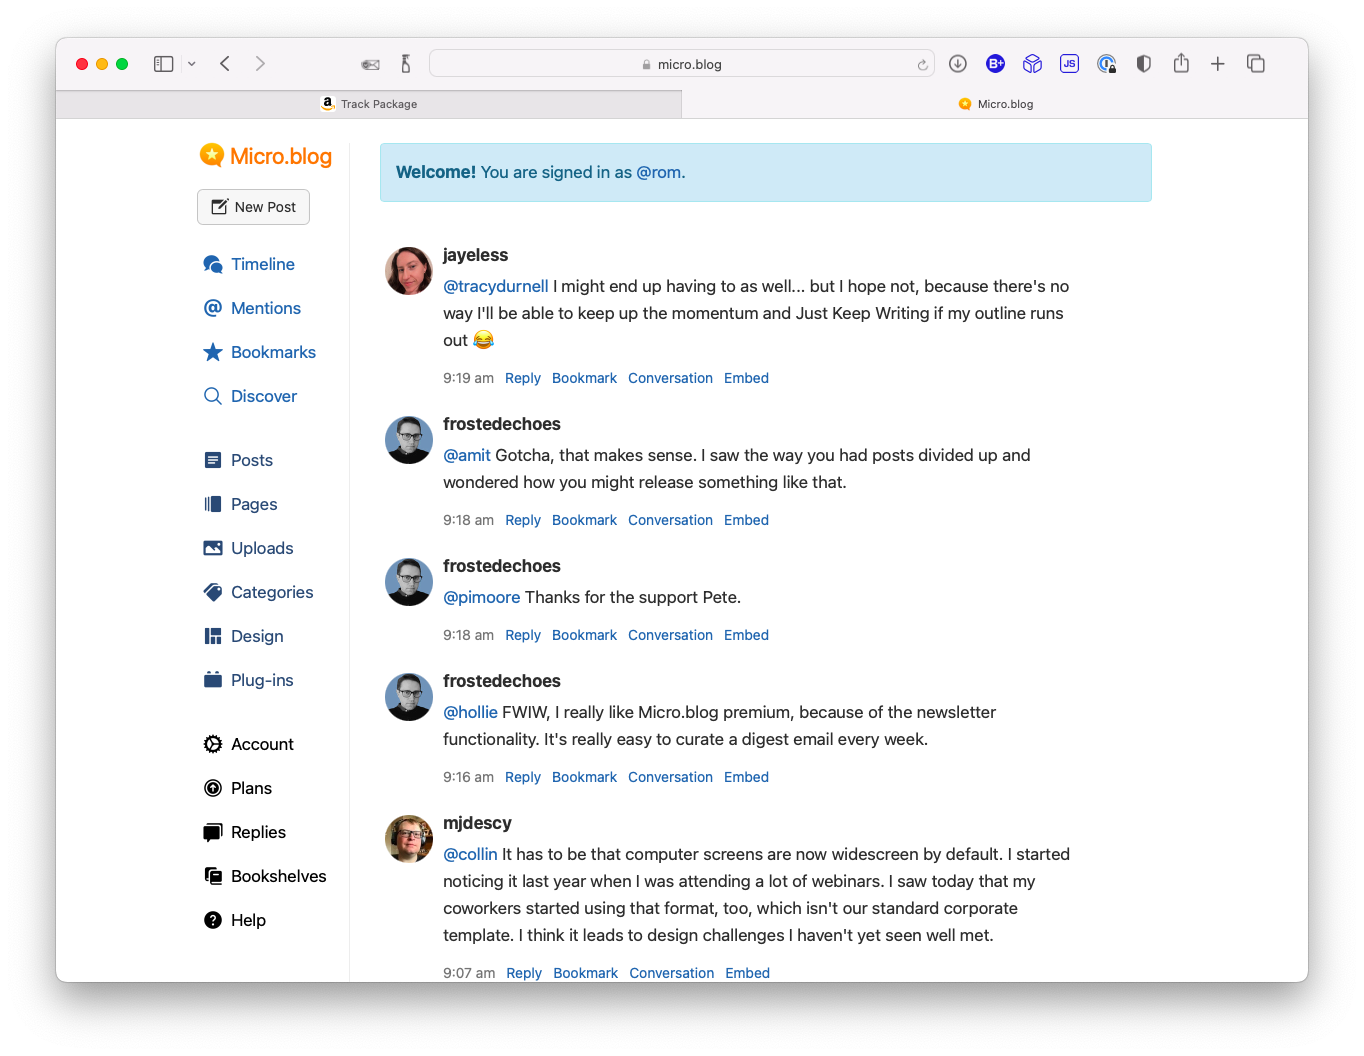 micro.blog
B+
JS
Track Package
Micro.blog
Micro.blog
New Post
Timeline
Mentions
Bookmarks
Discover
Posts
Pages
Uploads
Categories
Design
Plug-ins
Account
Plans
Replies
Bookshelves
Help
Welcome! You are signed in as @rom.
jayeless
@tracydurnell I might end up having to as well... but I hope not, because there's no
way I'll be able to keep up the momentum and Just Keep Writing if my outline runs
out 😂
9:19 am Reply Bookmark Conversation Embed
frostedechoes
@amit Gotcha, that makes sense. I saw the way you had posts divided up and
wondered how you might release something like that.
9:18 am Reply Bookmark Conversation Embed
frostedechoes
@pimoore Thanks for the support Pete.
9:18 am Reply Bookmark Conversation Embed
frostedechoes
@hollie FWIW, I really like Micro.blog premium, because of the newsletter
functionality. It's really easy to curate a digest email every week.
9:16 am Reply Bookmark Conversation Embed
mjdescy
@collin It has to be that computer screens are now widescreen by default. I started
noticing it last year when I was attending a lot of webinars. I saw today that my
coworkers started using that format, too, which isn't our standard corporate
template. I think it leads to design challenges I haven't yet seen well met.
9:07 am Reply Bookmark Conversation Embed